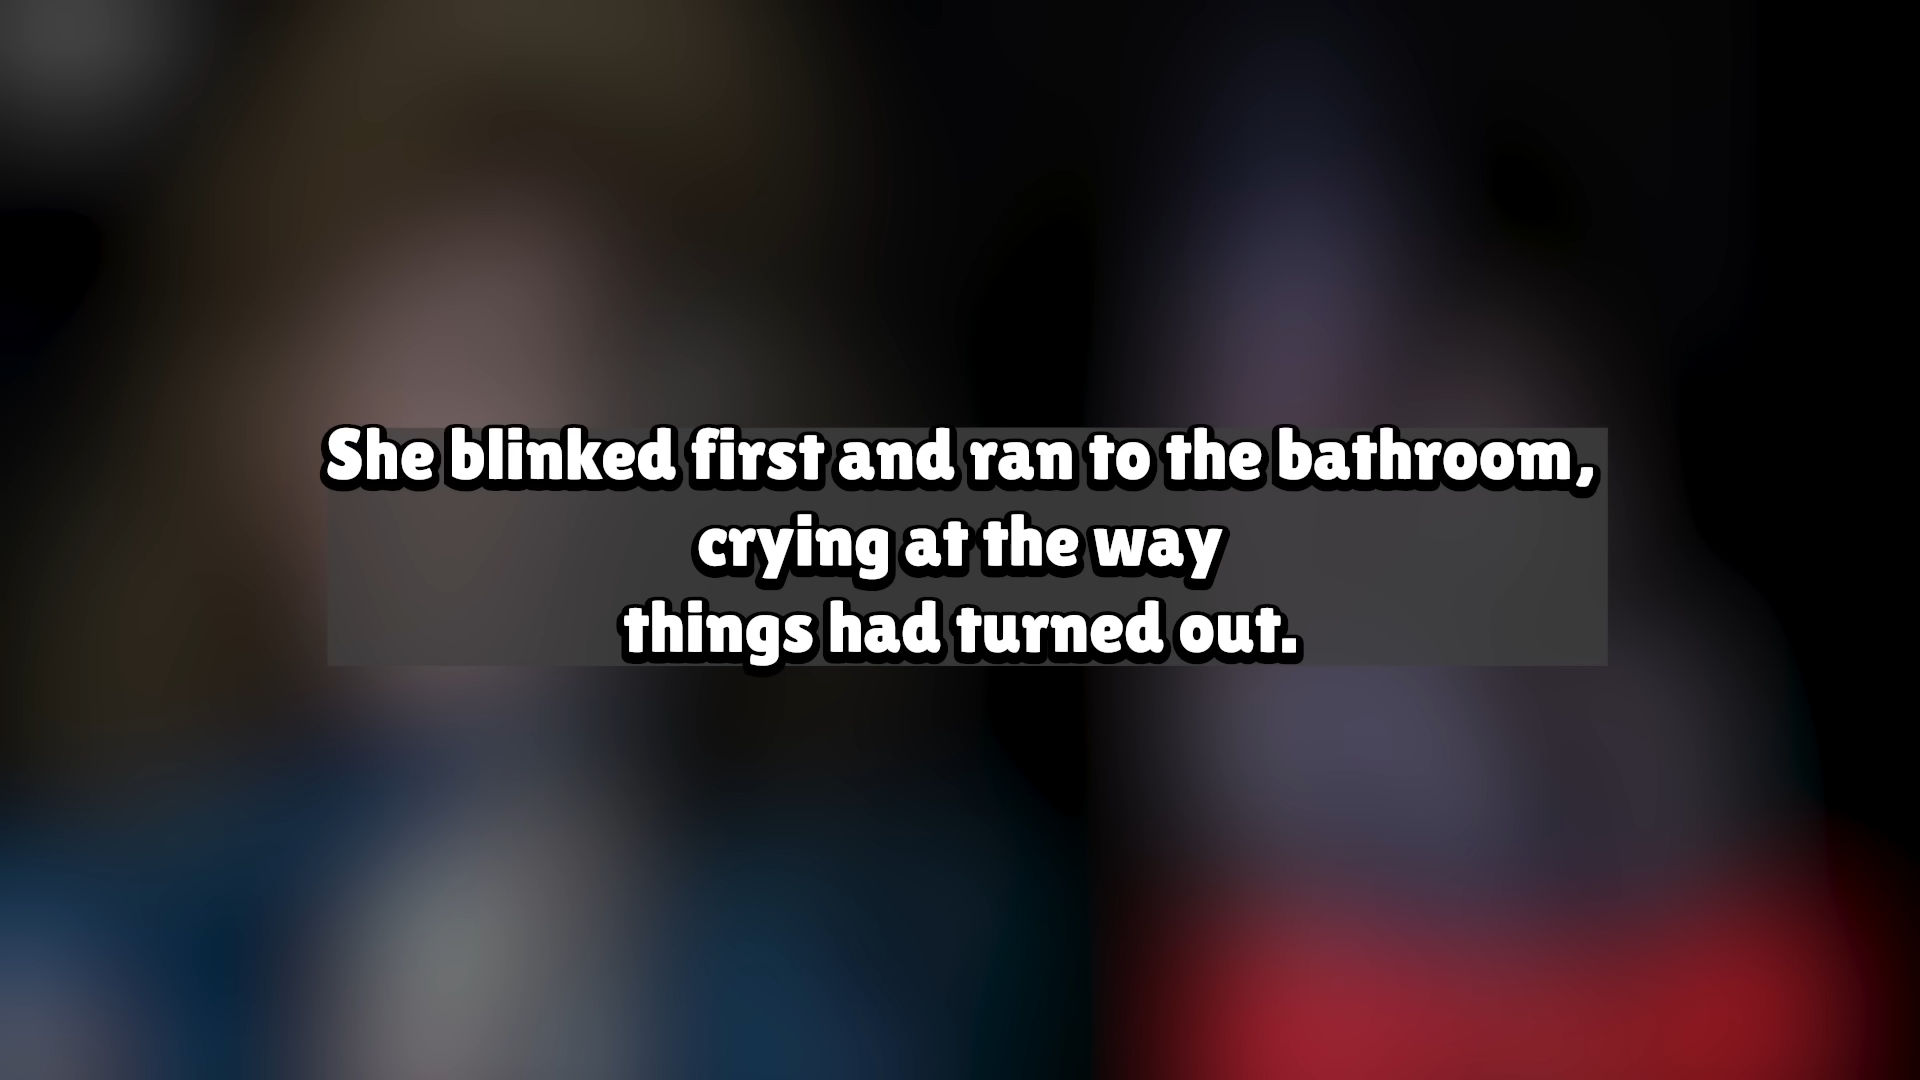 She blinked first and ran to the bathroom,
crying at the way
things had turned out.